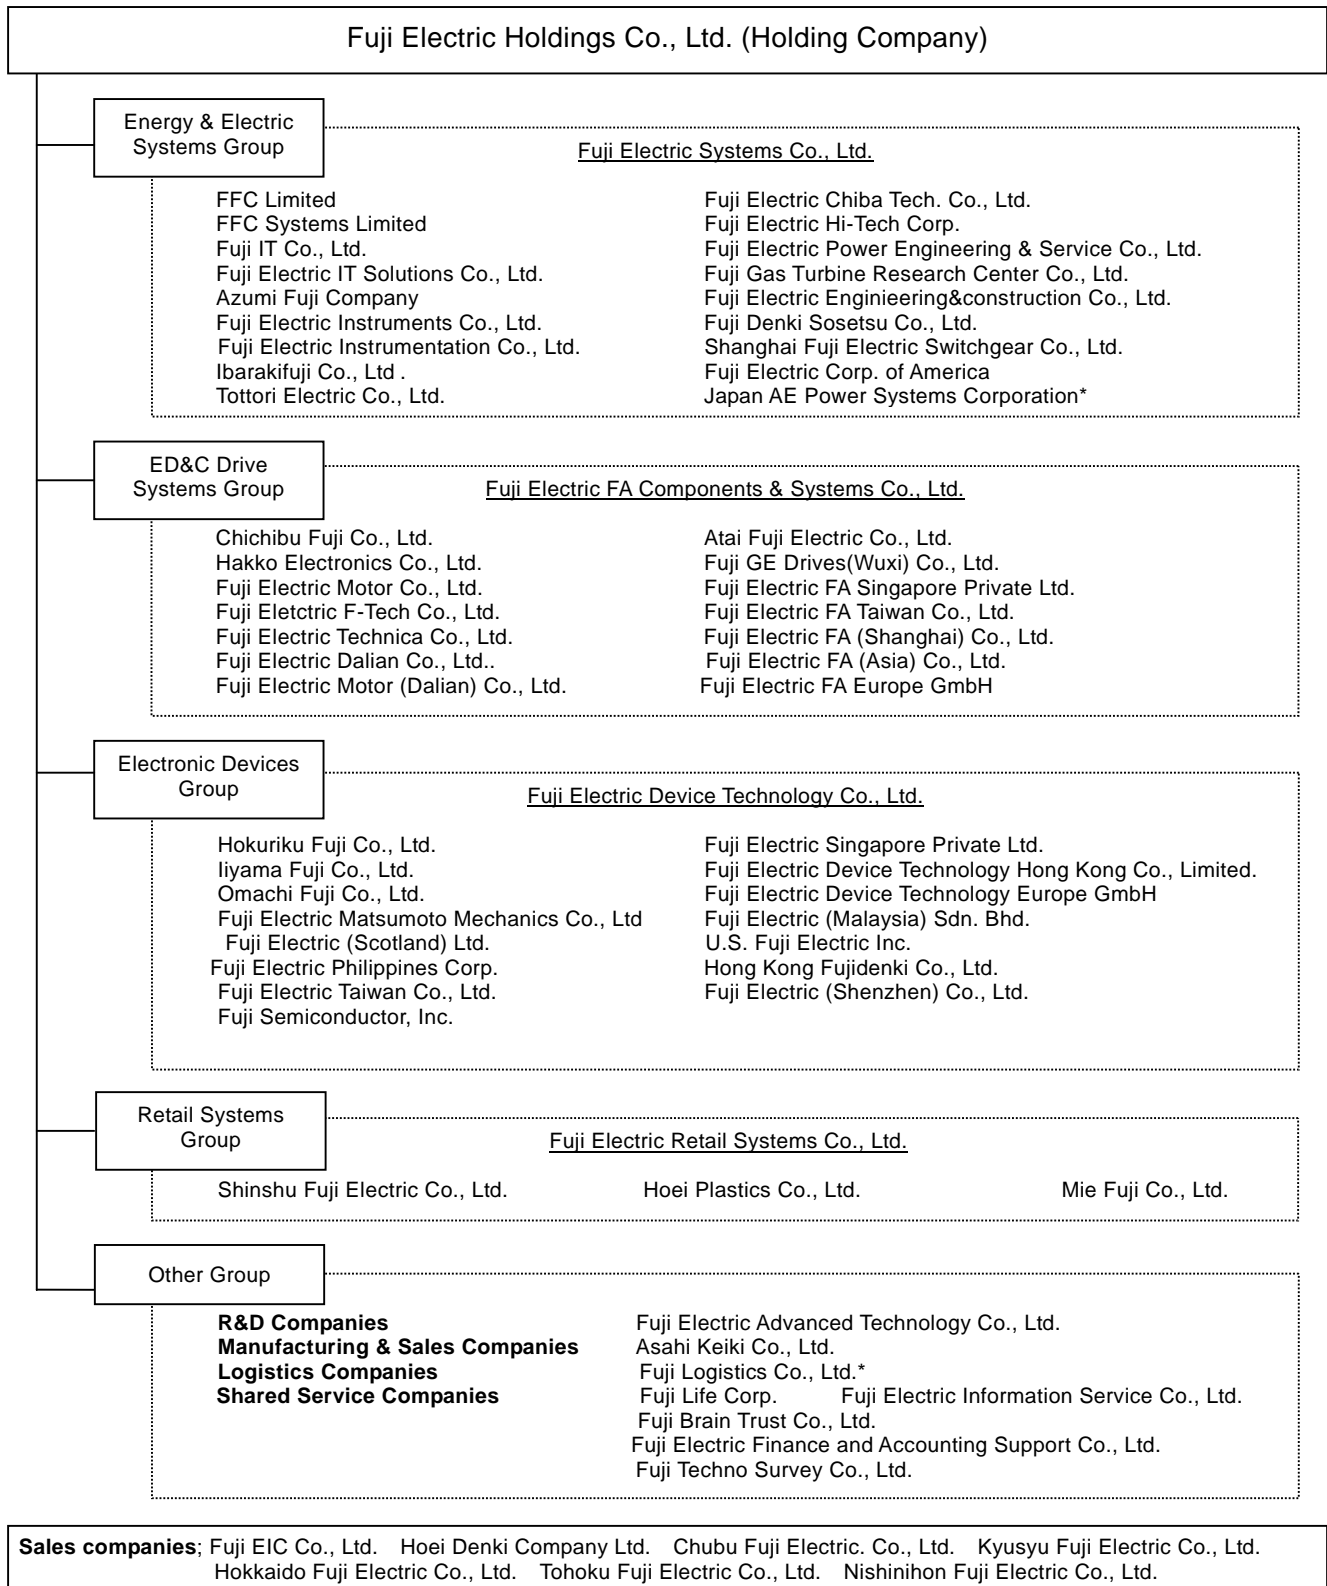 Fuji Electric Holdings Co., Ltd. (Holding Company)
Energy & Electric
Systems Group
Fuji Electric Systems Co., Ltd.
FFC Limited
FFC Systems Limited
Fuji IT Co., Ltd.
Fuji Electric IT Solutions Co., Ltd.
Azumi Fuji Company
Fuji Electric Instruments Co., Ltd.
Fuji Electric Instrumentation Co., Ltd.
Ibarakifuji Co., Ltd .
Tottori Electric Co., Ltd.
Fuji Electric Chiba Tech. Co., Ltd.
Fuji Electric Hi-Tech Corp.
Fuji Electric Power Engineering & Service Co., Ltd.
Fuji Gas Turbine Research Center Co., Ltd.
Fuji Electric Enginieering&construction Co., Ltd.
Fuji Denki Sosetsu Co., Ltd.
Shanghai Fuji Electric Switchgear Co., Ltd.
Fuji Electric Corp. of America
Japan AE Power Systems Corporation*
ED&C Drive
Systems Group
Fuji Electric FA Components & Systems Co., Ltd.
Chichibu Fuji Co., Ltd.
Hakko Electronics Co., Ltd.
Fuji Electric Motor Co., Ltd.
Fuji Eletctric F-Tech Co., Ltd.
Fuji Electric Technica Co., Ltd.
Fuji Electric Dalian Co., Ltd..
Fuji Electric Motor (Dalian) Co., Ltd.
Atai Fuji Electric Co., Ltd.
Fuji GE Drives(Wuxi) Co., Ltd.
Fuji Electric FA Singapore Private Ltd.
Fuji Electric FA Taiwan Co., Ltd.
Fuji Electric FA (Shanghai) Co., Ltd.
Fuji Electric FA (Asia) Co., Ltd.
Fuji Electric FA Europe GmbH
Electronic Devices
Group
Fuji Electric Device Technology Co., Ltd.
Hokuriku Fuji Co., Ltd.
Iiyama Fuji Co., Ltd.
Omachi Fuji Co., Ltd.
Fuji Electric Matsumoto Mechanics Co., Ltd
Fuji Electric (Scotland) Ltd.
Fuji Electric Philippines Corp.
Fuji Electric Taiwan Co., Ltd.
Fuji Semiconductor, Inc.
Fuji Electric Singapore Private Ltd.
Fuji Electric Device Technology Hong Kong Co., Limited.
Fuji Electric Device Technology Europe GmbH
Fuji Electric (Malaysia) Sdn. Bhd.
U.S. Fuji Electric Inc.
Hong Kong Fujidenki Co., Ltd.
Fuji Electric (Shenzhen) Co., Ltd.
Retail Systems
Group
Fuji Electric Retail Systems Co., Ltd.
Shinshu Fuji Electric Co., Ltd. Hoei Plastics Co., Ltd. Mie Fuji Co., Ltd.
Other Group
R&D Companies Fuji Electric Advanced Technology Co., Ltd.
Manufacturing & Sales Companies Asahi Keiki Co., Ltd.
Logistics Companies Fuji Logistics Co., Ltd.*
Shared Service Companies Fuji Life Corp. Fuji Electric Information Service Co., Ltd.
Fuji Brain Trust Co., Ltd.
Fuji Electric Finance and Accounting Support Co., Ltd.
Fuji Techno Survey Co., Ltd.
Sales companies; Fuji EIC Co., Ltd. Hoei Denki Company Ltd. Chubu Fuji Electric. Co., Ltd. Kyusyu Fuji Electric Co., Ltd.
Hokkaido Fuji Electric Co., Ltd. Tohoku Fuji Electric Co., Ltd. Nishinihon Fuji Electric Co., Ltd.